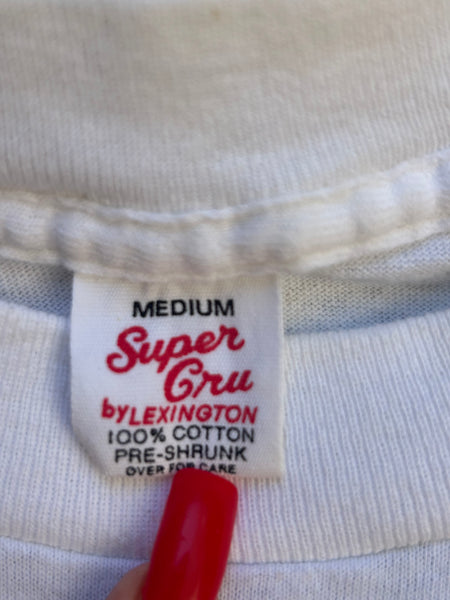 MEDIUM
Super
Cru
by LEXINGTON
100% COTTON
PRE-SHRUNK
OVER FOR CARE